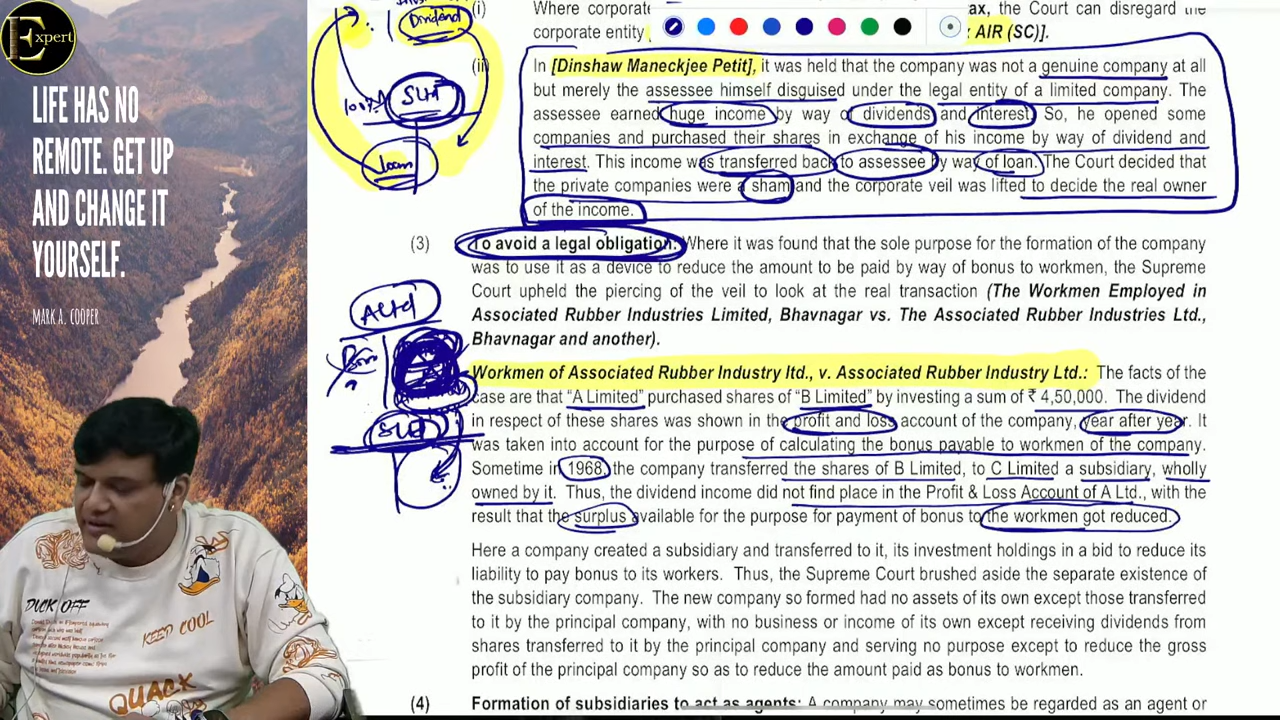 Expert
LIFE HAS NO
REMOTE. GET UP
AND CHANGE IT
YOURSELF.
MARK A. COOPER
Dividend
100%
SUB
loan
(i) Where corporate ax, the Court can disregard the
corporate entity : AIR (SC)].
(ii) In [Dinshaw Maneckjee Petit], it was held that the company was not a genuine company at all
but merely the assessee himself disguised under the legal entity of a limited company. The
assessee earned huge income by way of dividends and interest. So, he opened some
companies and purchased their shares in exchange of his income by way of dividend and
interest. This income was transferred back to assessee by way of loan. The Court decided that
the private companies were a sham and the corporate veil was lifted to decide the real owner
of the income.
(3) To avoid a legal obligation: Where it was found that the sole purpose for the formation of the company
was to use it as a device to reduce the amount to be paid by way of bonus to workmen, the Supreme
Court upheld the piercing of the veil to look at the real transaction (The Workmen Employed in
Associated Rubber Industries Limited, Bhavnagar vs. The Associated Rubber Industries Ltd.,
Bhavnagar and another).
A Ltd
SUB
Workmen of Associated Rubber Industry ltd., v. Associated Rubber Industry Ltd.: The facts of the
case are that “A Limited” purchased shares of “B Limited” by investing a sum of ₹ 4,50,000. The dividend
in respect of these shares was shown in the profit and loss account of the company, year after year. It
was taken into account for the purpose of calculating the bonus payable to workmen of the company.
Sometime in 1968, the company transferred the shares of B Limited, to C Limited a subsidiary, wholly
owned by it. Thus, the dividend income did not find place in the Profit & Loss Account of A Ltd., with the
result that the surplus available for the purpose for payment of bonus to the workmen got reduced.
Here a company created a subsidiary and transferred to it, its investment holdings in a bid to reduce its
liability to pay bonus to its workers. Thus, the Supreme Court brushed aside the separate existence of
the subsidiary company. The new company so formed had no assets of its own except those transferred
to it by the principal company, with no business or income of its own except receiving dividends from
shares transferred to it by the principal company and serving no purpose except to reduce the gross
profit of the principal company so as to reduce the amount paid as bonus to workmen.
(4) Formation of subsidiaries to act as agents: A company may sometimes be regarded as an agent or
DUCK OFF
KEEP COOL
QUACK